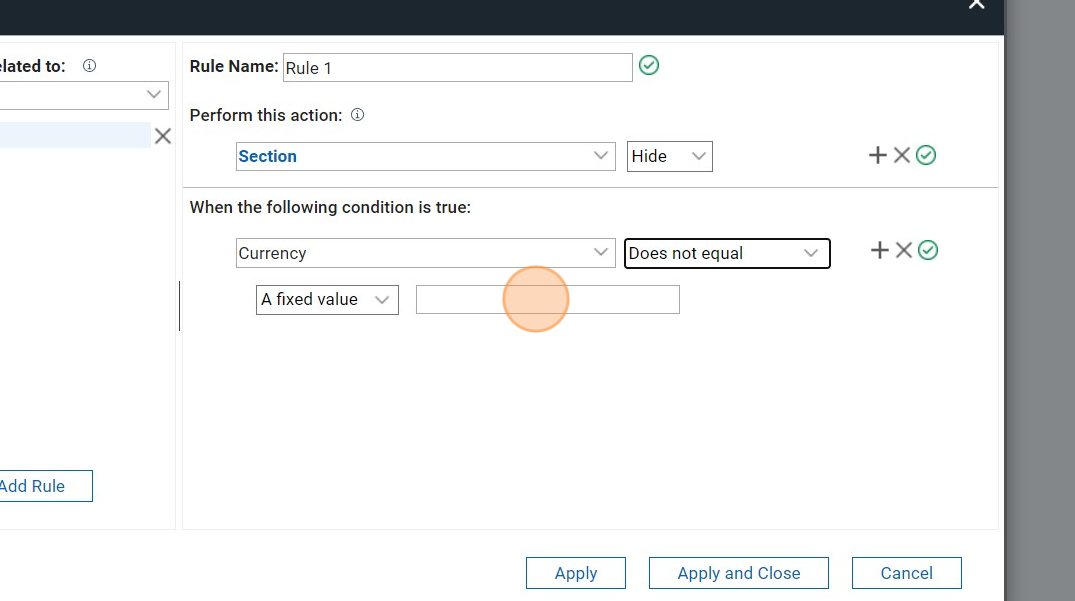 elated to:
Rule Name: Rule 1
Perform this action:
Section Hide
When the following condition is true:
Currency Does not equal
A fixed value
Add Rule
Apply Apply and Close Cancel